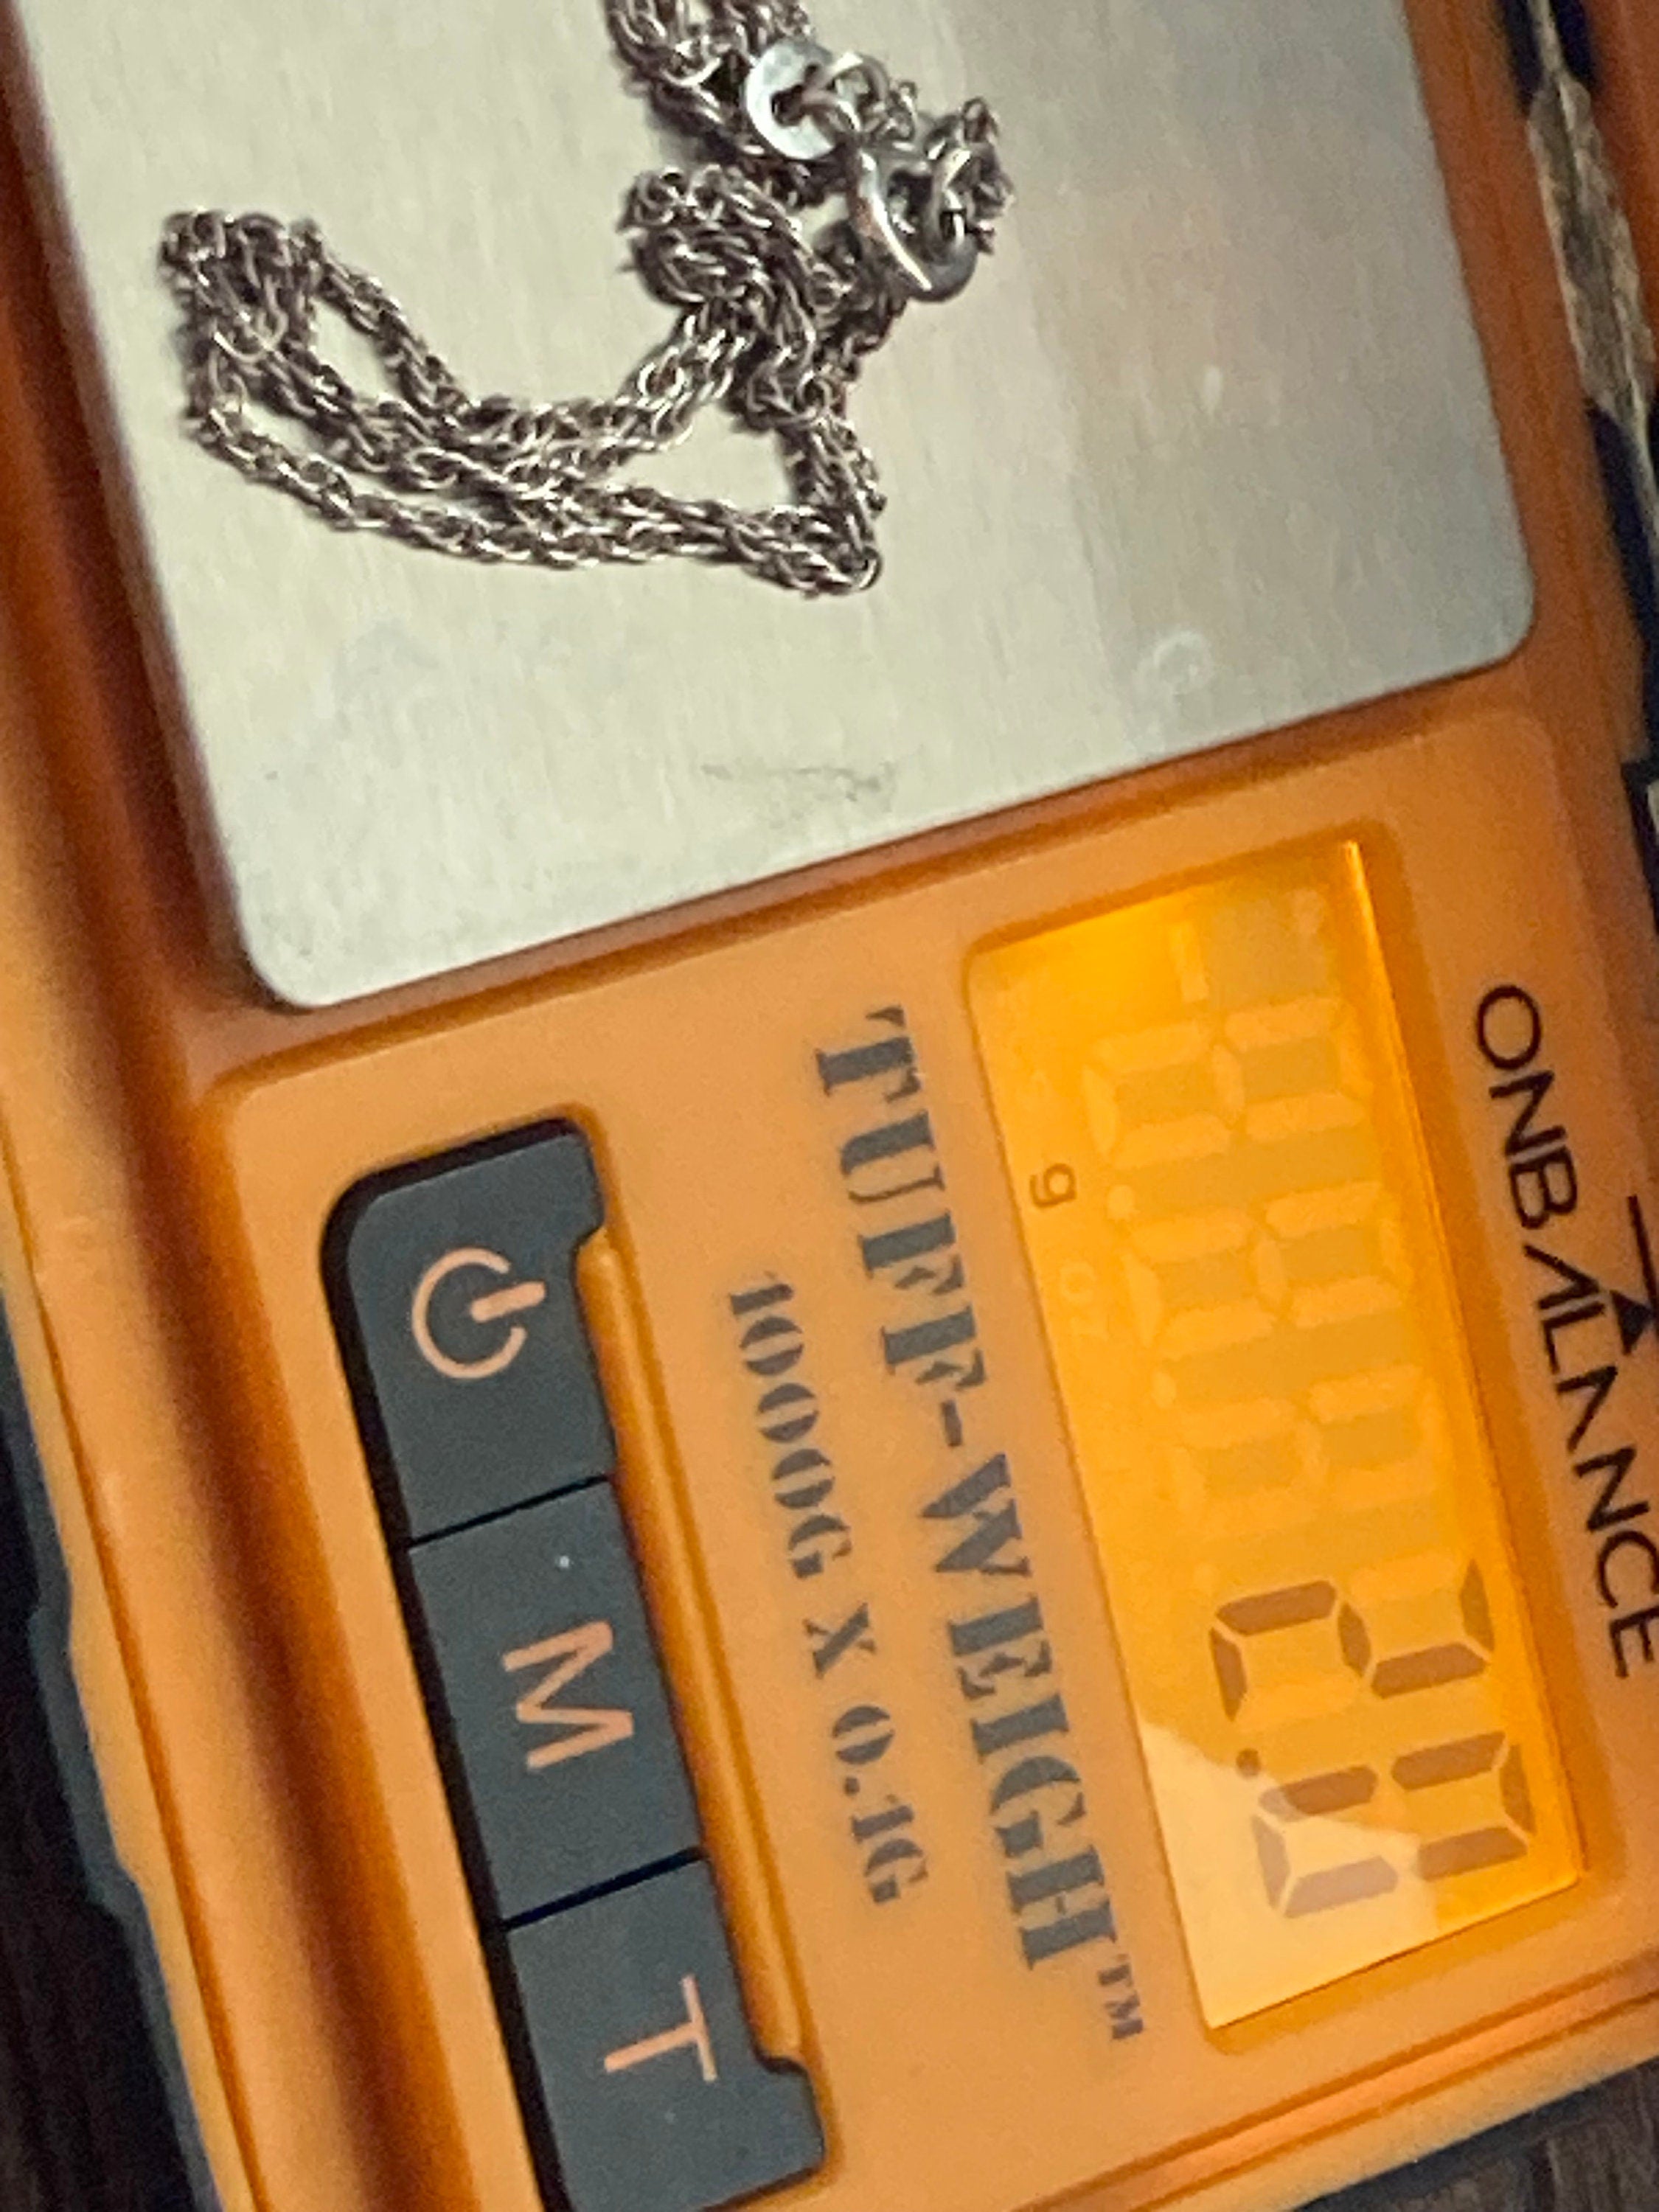 ONBALANCE
2.0
g
TUFF-WEIGH™
1000G X 0.1G
M T